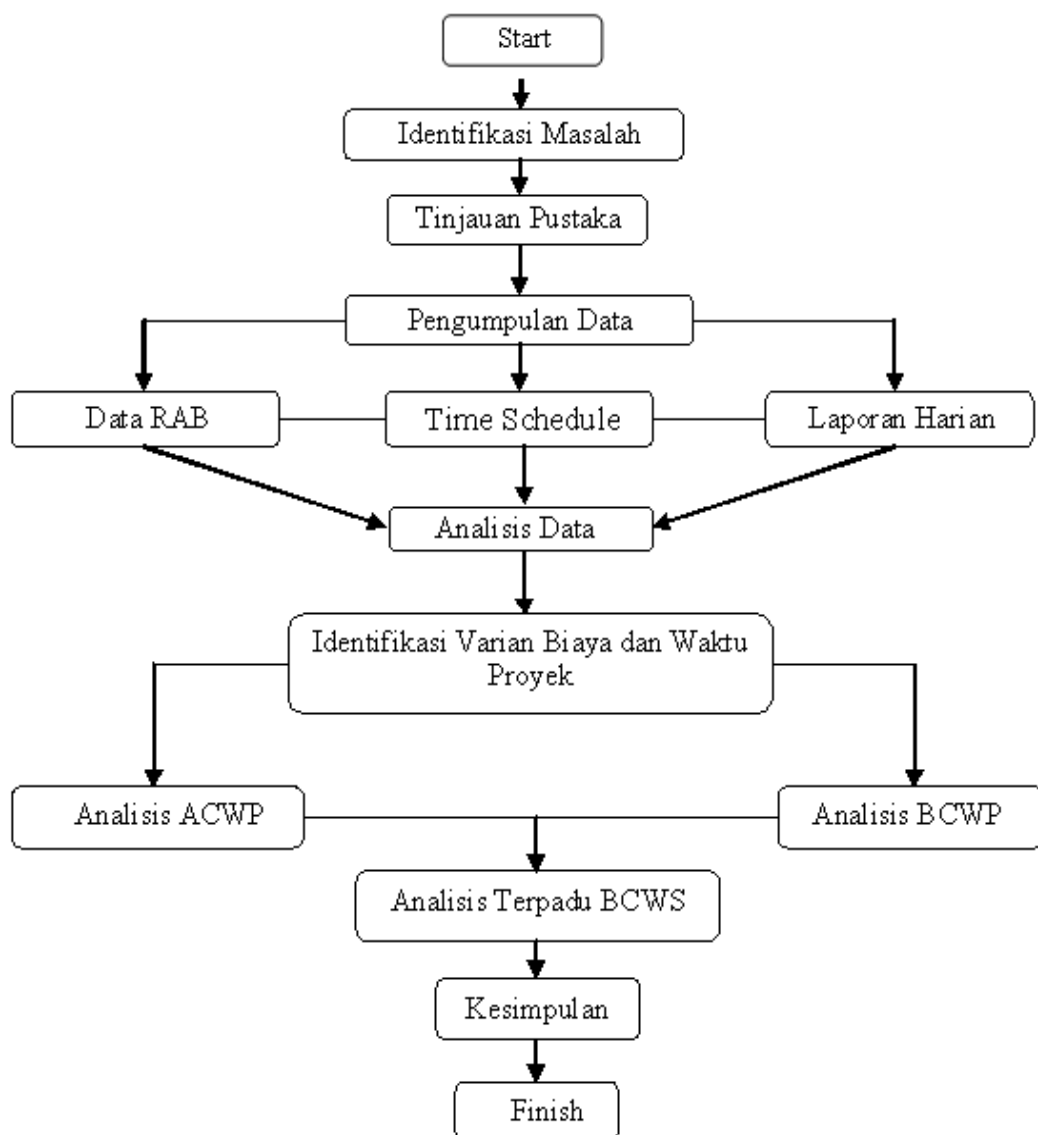 Start
Identifikasi Masalah
Tinjauan Pustaka
Pengumpulan Data
Data RAB
Time Schedule
Laporan Harian
Analisis Data
Identifikasi Varian Biaya dan Waktu
Proyek
Analisis ACWP
Analisis BCWP
Analisis Terpadu BCWS
Kesimpulan
Finish